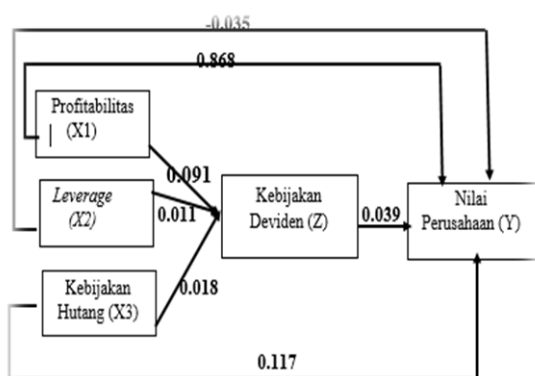 -0.035
0.868
Profitabilitas
(X1)
0.091
Leverage
(X2)
0.011
Kebijakan
Deviden (Z)
0.039
Nilai
Perusahaan (Y)
Kebijakan
Hutang (X3)
0.018
0.117